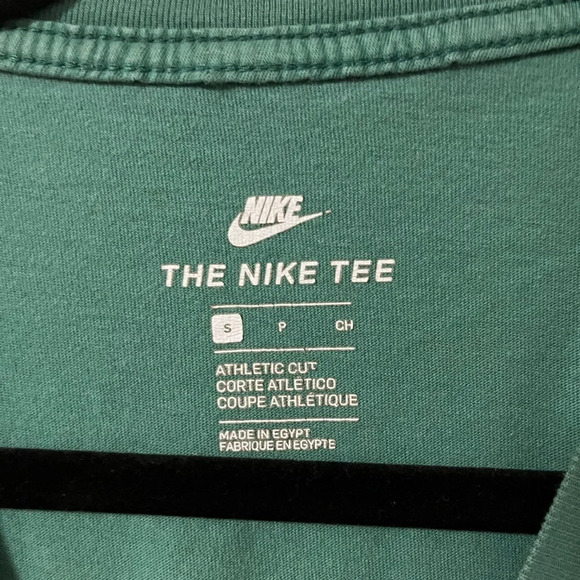 NIKE
THE NIKE TEE
S P CH
ATHLETIC CUT
CORTE ATLÉTICO
COUPE ATHLÉTIQUE
MADE IN EGYPT
FABRIQUE EN EGYPTE